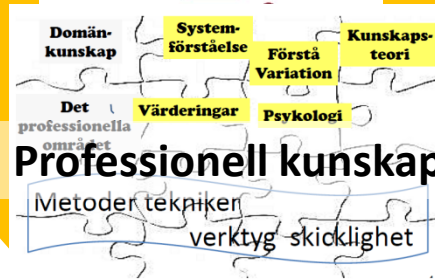 Domän-
kunskap
System-
förståelse
Förstå
Variation
Kunskaps-
teori
Det
professionella
området
Värderingar
Psykologi
Professionell kunskap
Metoder tekniker
verktyg skicklighet